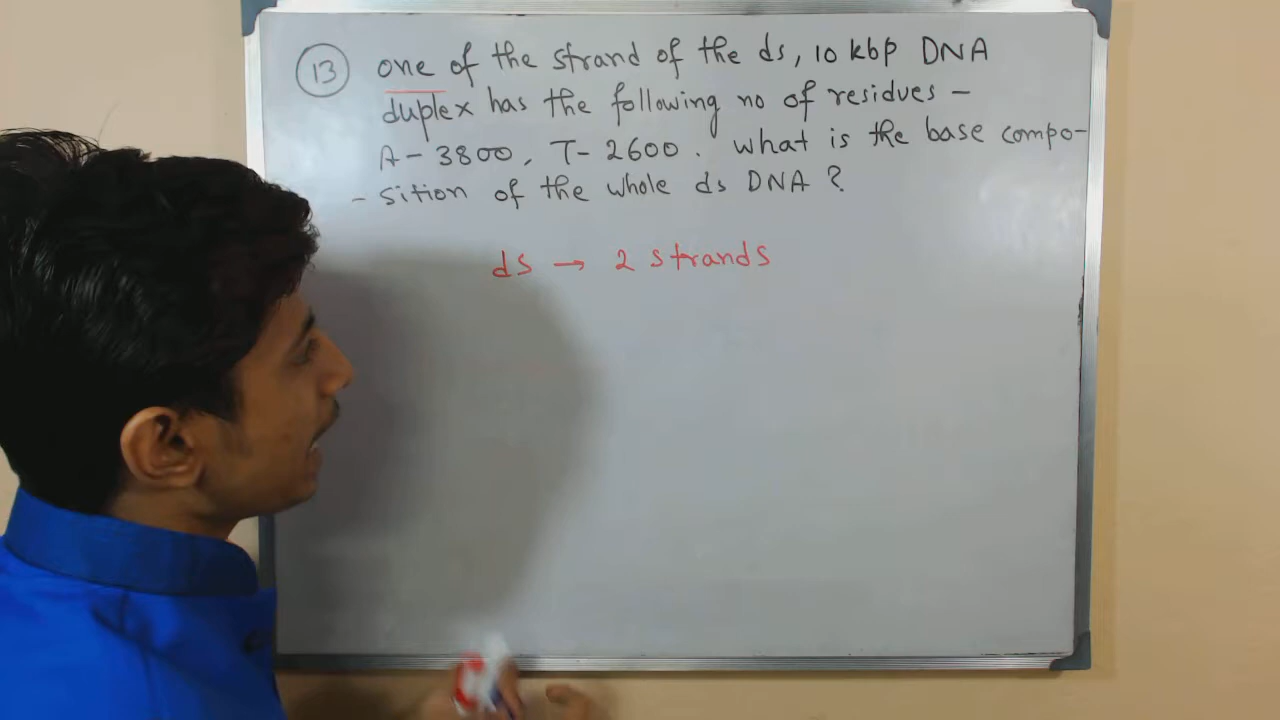 13 one of the strand of the ds, 10 kbp DNA
duplex has the following no of residues -
A - 3800, T- 2600. What is the base compo-
- sition of the whole ds DNA ?
ds → 2 strands